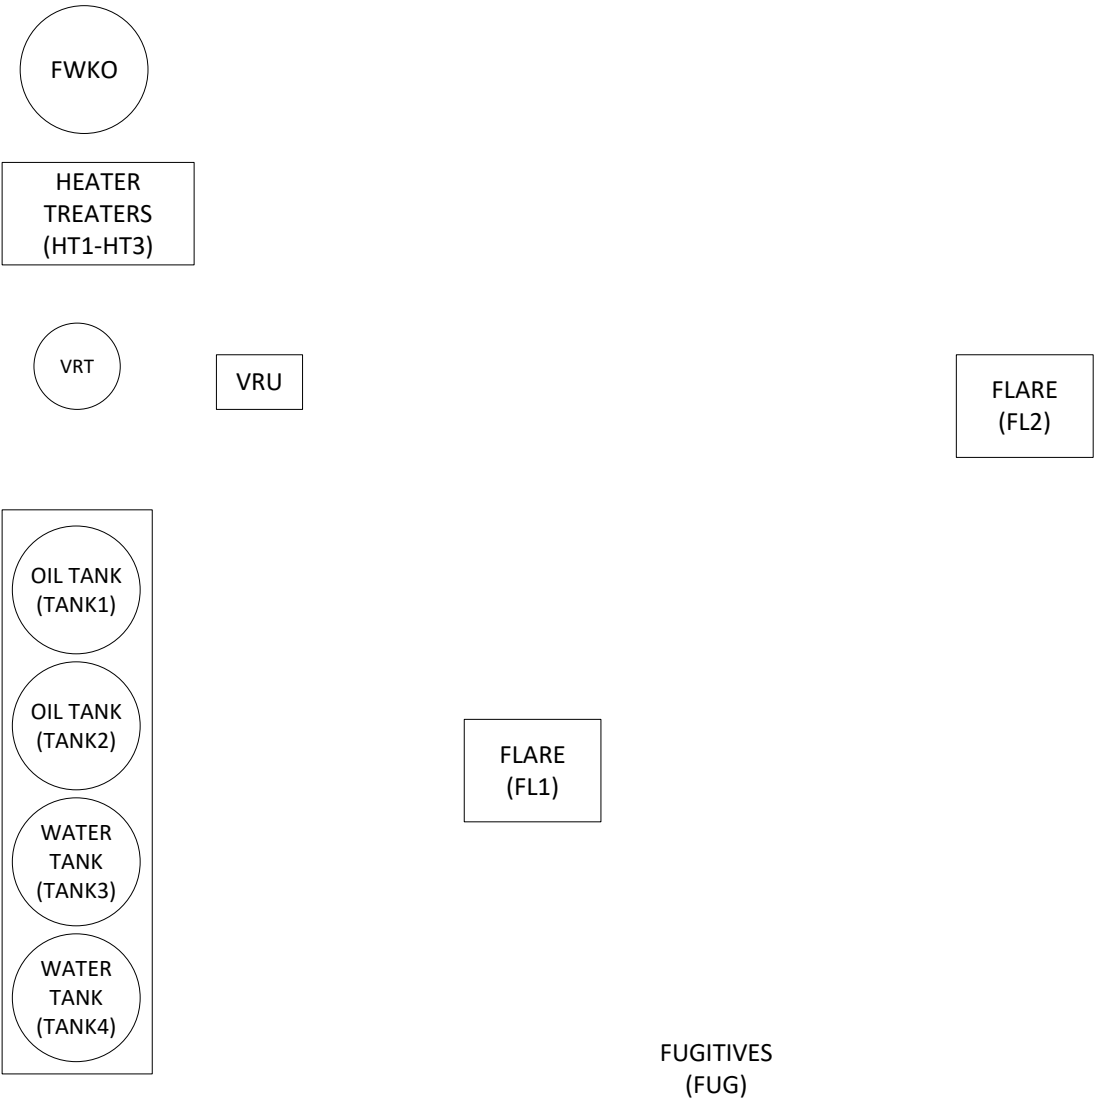 FWKO
HEATER
TREATERS
(HT1-HT3)
VRT
VRU
FLARE
(FL2)
OIL TANK
(TANK1)
OIL TANK
(TANK2)
FLARE
(FL1)
WATER
TANK
(TANK3)
WATER
TANK
(TANK4)
FUGITIVES
(FUG)